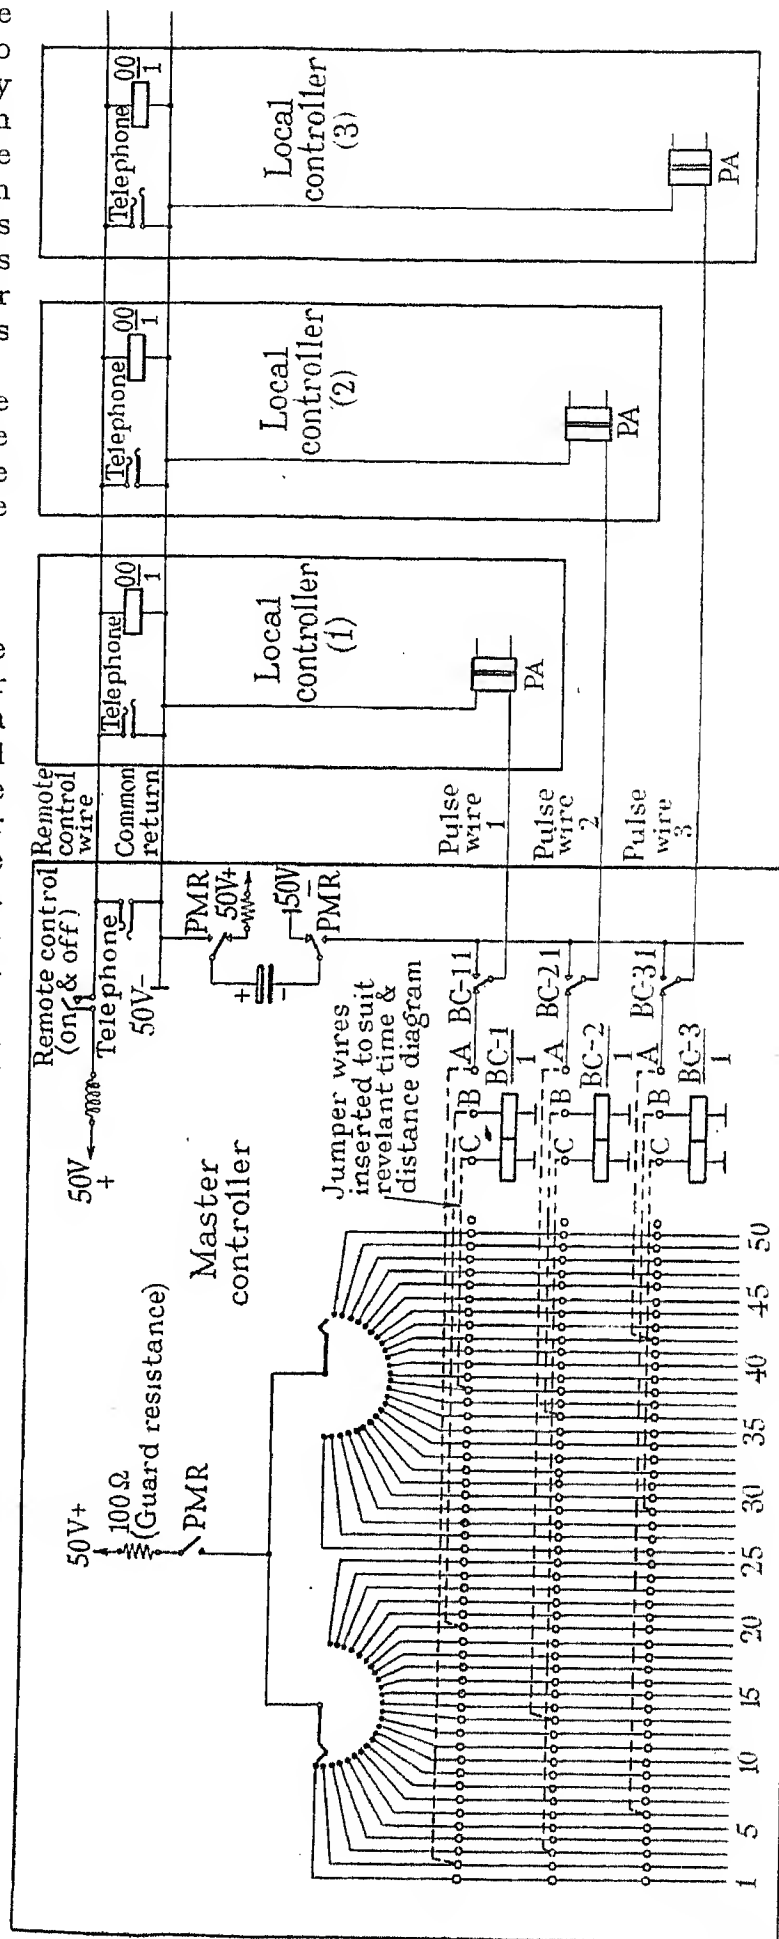 e
o
y
n
e
n
s
s
r
s
e
e
e
e
Remote control
(on & off)
Telephone
50V
+
50V-
Remote
control
wire
Common
return
Telephone
00
1
Local
controller
(1)
PA
Telephone
00
1
Local
controller
(2)
PA
Telephone
00
1
Local
controller
(3)
PA
PMR
50V+
50V
-
PMR
+
-
Pulse
wire
1
Pulse
wire
2
Pulse
wire
3
50V+
100Ω
(Guard resistance)
PMR
Master
controller
Jumper wires
inserted to suit
revelant time &
distance diagram
C B A BC-11
BC-1
1
C B A BC-21
BC-2
1
C B A BC-31
BC-3
1
1 5 10 15 20 25 30 35 40 45 50